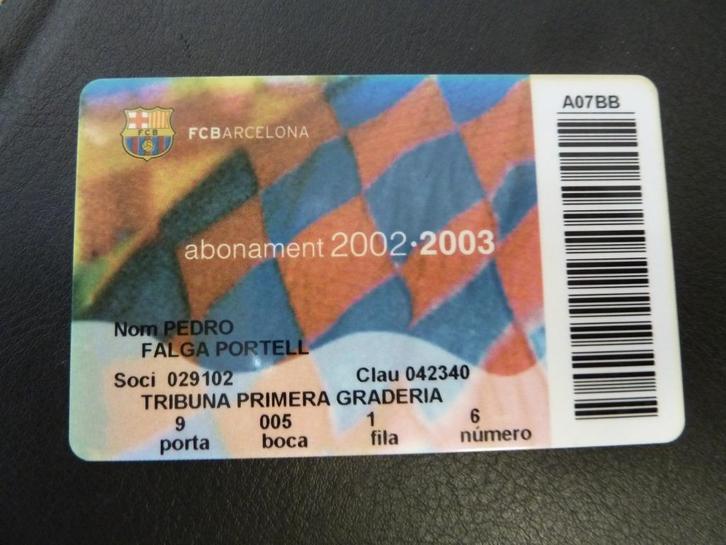 FCB
FCBARCELONA
A07BB
abonament 2002·2003
Nom PEDRO
FALGA PORTELL
Soci 029102 Clau 042340
TRIBUNA PRIMERA GRADERIA
9 005 1 6
porta boca fila número